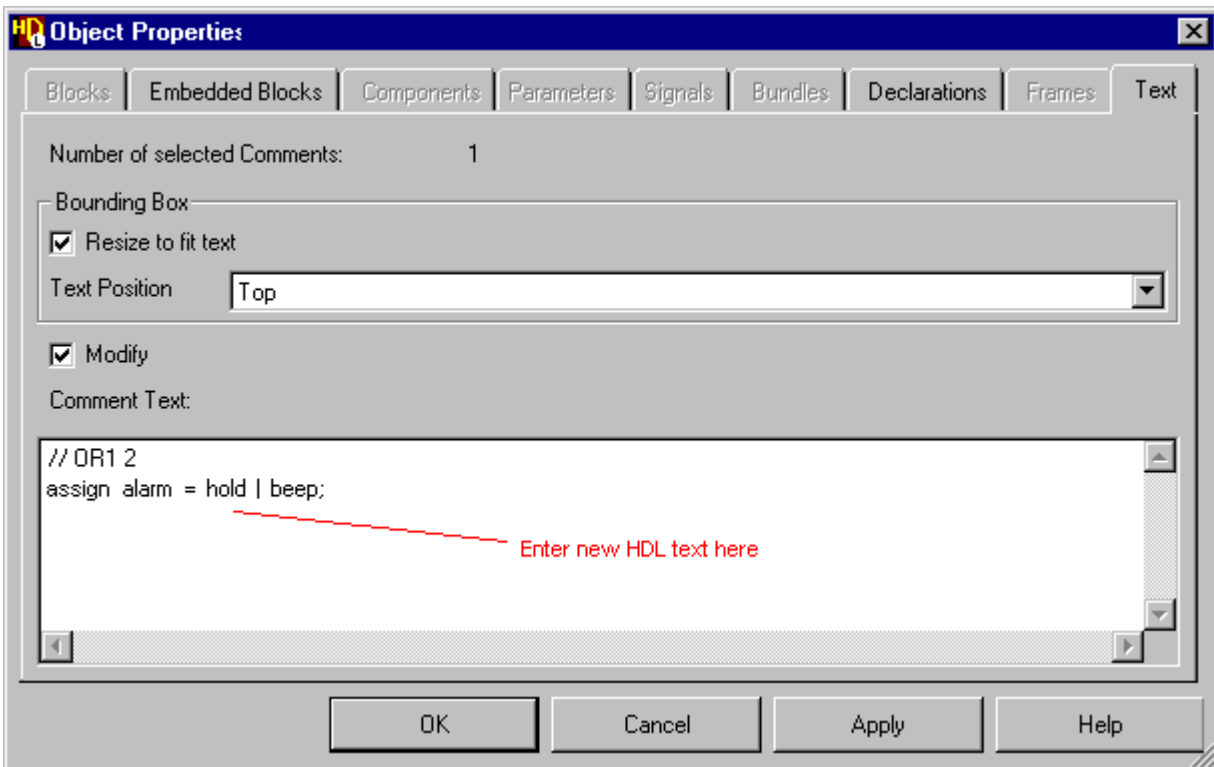 HDL Object Properties
Blocks Embedded Blocks Components Parameters Signals Bundles Declarations Frames Text
Number of selected Comments: 1
Bounding Box
Resize to fit text
Text Position Top
Modify
Comment Text:
// OR1 2
assign alarm = hold | beep;
Enter new HDL text here
OK Cancel Apply Help